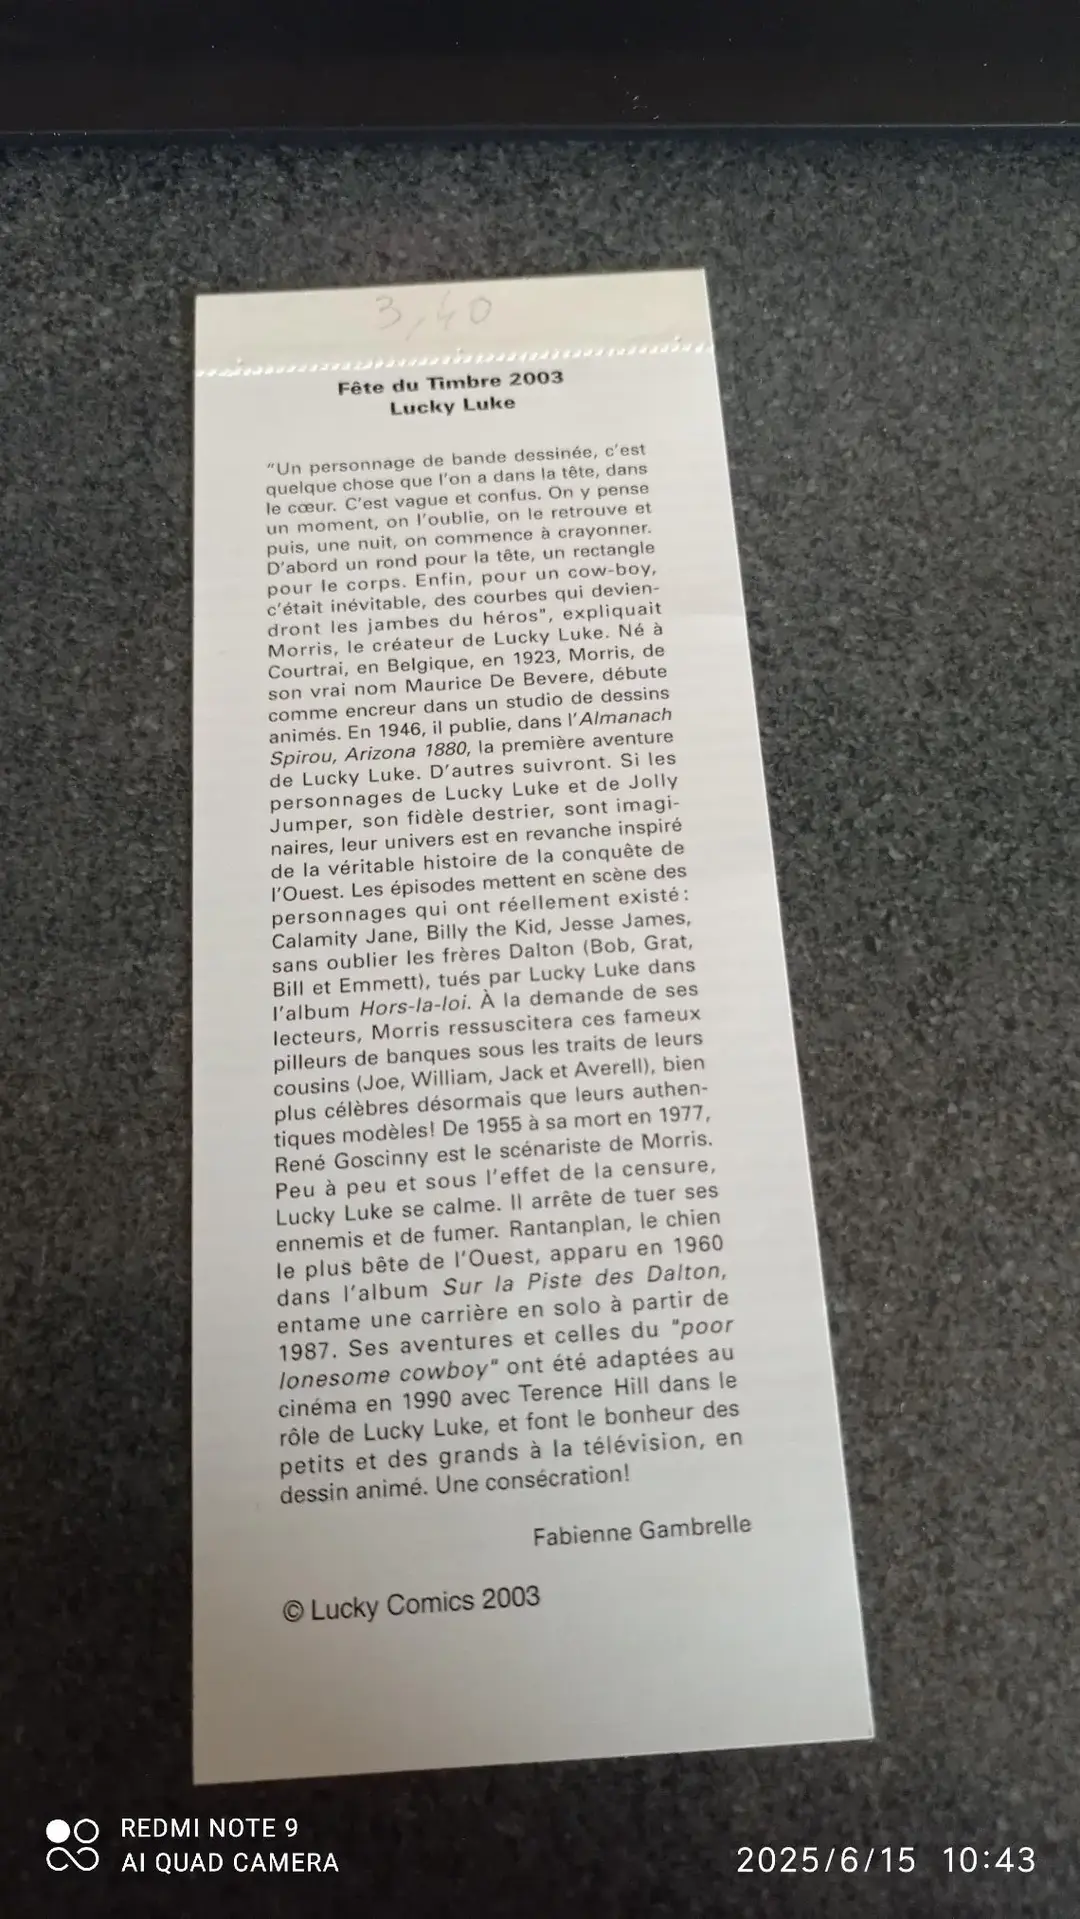 3,40
Fête du Timbre 2003
Lucky Luke
“Un personnage de bande dessinée, c’est
quelque chose que l’on a dans la tête, dans
le cœur. C’est vague et confus. On y pense
un moment, on l’oublie, on le retrouve et
puis, une nuit, on commence à crayonner.
D’abord un rond pour la tête, un rectangle
pour le corps. Enfin, pour un cow-boy,
c’était inévitable, des courbes qui devien-
dront les jambes du héros", expliquait
Morris, le créateur de Lucky Luke. Né à
Courtrai, en Belgique, en 1923, Morris, de
son vrai nom Maurice De Bevere, débute
comme encreur dans un studio de dessins
animés. En 1946, il publie, dans l’Almanach
Spirou, Arizona 1880, la première aventure
de Lucky Luke. D’autres suivront. Si les
personnages de Lucky Luke et de Jolly
Jumper, son fidèle destrier, sont imagi-
naires, leur univers est en revanche inspiré
de la véritable histoire de la conquête de
l’Ouest. Les épisodes mettent en scène des
personnages qui ont réellement existé :
Calamity Jane, Billy the Kid, Jesse James,
sans oublier les frères Dalton (Bob, Grat,
Bill et Emmett), tués par Lucky Luke dans
l’album Hors-la-loi. À la demande de ses
lecteurs, Morris ressuscitera ces fameux
pilleurs de banques sous les traits de leurs
cousins (Joe, William, Jack et Averell), bien
plus célèbres désormais que leurs authen-
tiques modèles! De 1955 à sa mort en 1977,
René Goscinny est le scénariste de Morris.
Peu à peu et sous l’effet de la censure,
Lucky Luke se calme. Il arrête de tuer ses
ennemis et de fumer. Rantanplan, le chien
le plus bête de l’Ouest, apparu en 1960
dans l’album Sur la Piste des Dalton,
entame une carrière en solo à partir de
1987. Ses aventures et celles du "poor
lonesome cowboy" ont été adaptées au
cinéma en 1990 avec Terence Hill dans le
rôle de Lucky Luke, et font le bonheur des
petits et des grands à la télévision, en
dessin animé. Une consécration!
Fabienne Gambrelle
© Lucky Comics 2003
REDMI NOTE 9
AI QUAD CAMERA
2025/6/15 10:43